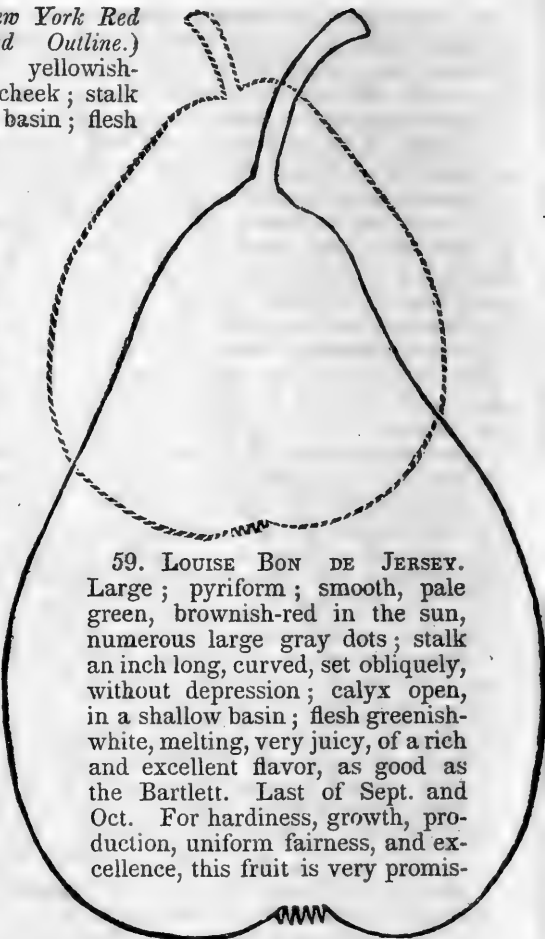 ew York Red
d Outline.)
yellowish-
cheek ; stalk
basin ; flesh
59. LOUISE BON DE JERSEY.
Large ; pyriform ; smooth, pale
green, brownish-red in the sun,
numerous large gray dots ; stalk
an inch long, curved, set obliquely,
without depression ; calyx open,
in a shallow basin ; flesh greenish-
white, melting, very juicy, of a rich
and excellent flavor, as good as
the Bartlett. Last of Sept. and
Oct. For hardiness, growth, pro-
duction, uniform fairness, and ex-
cellence, this fruit is very promis-